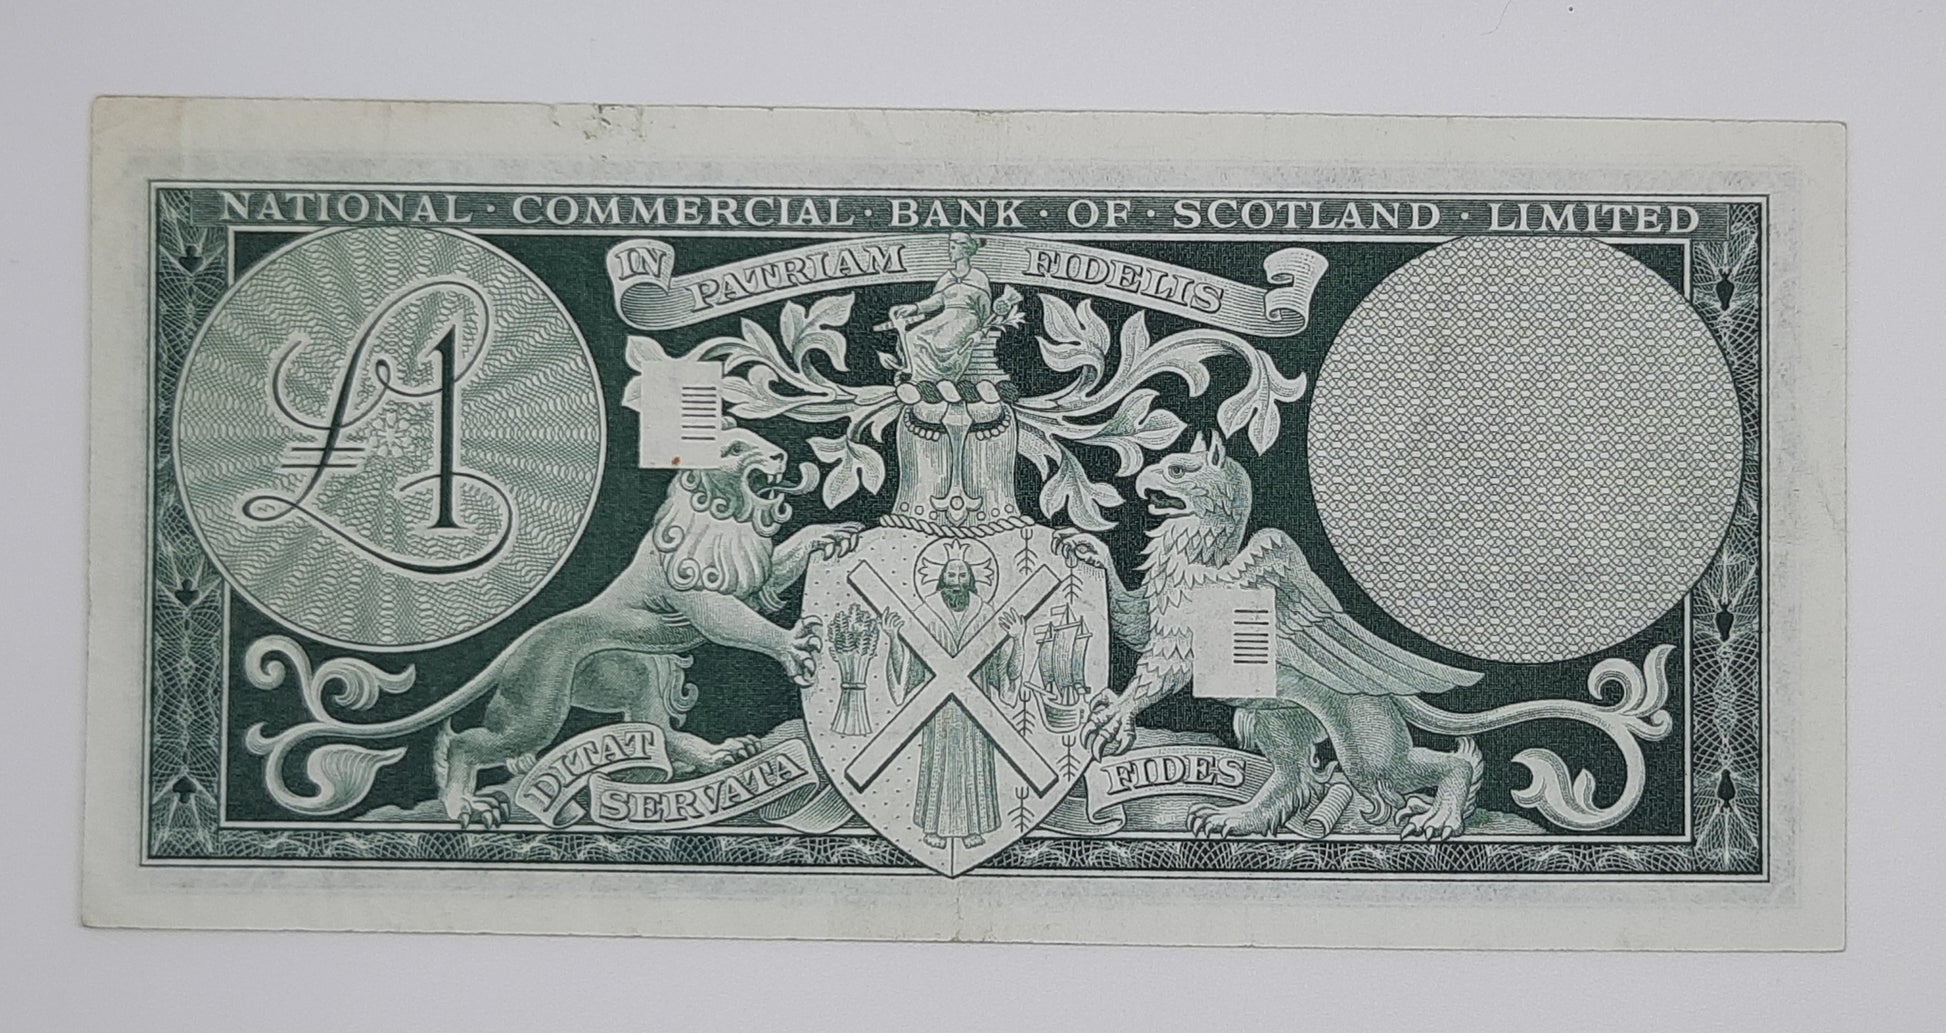 NATIONAL · COMMERCIAL · BANK · OF · SCOTLAND · LIMITED
IN PATRIAM FIDELIS
£1
DITAT SERVATA FIDES